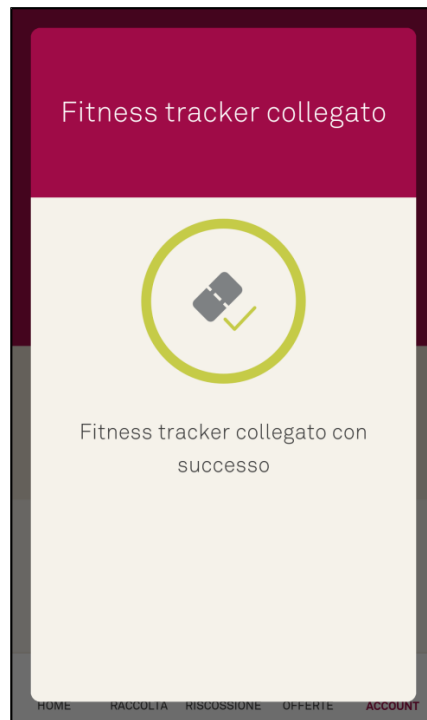 Fitness tracker collegato
Fitness tracker collegato con
successo
HOME RACCOLTA RISCOSSIONE OFFERTE ACCOUNT